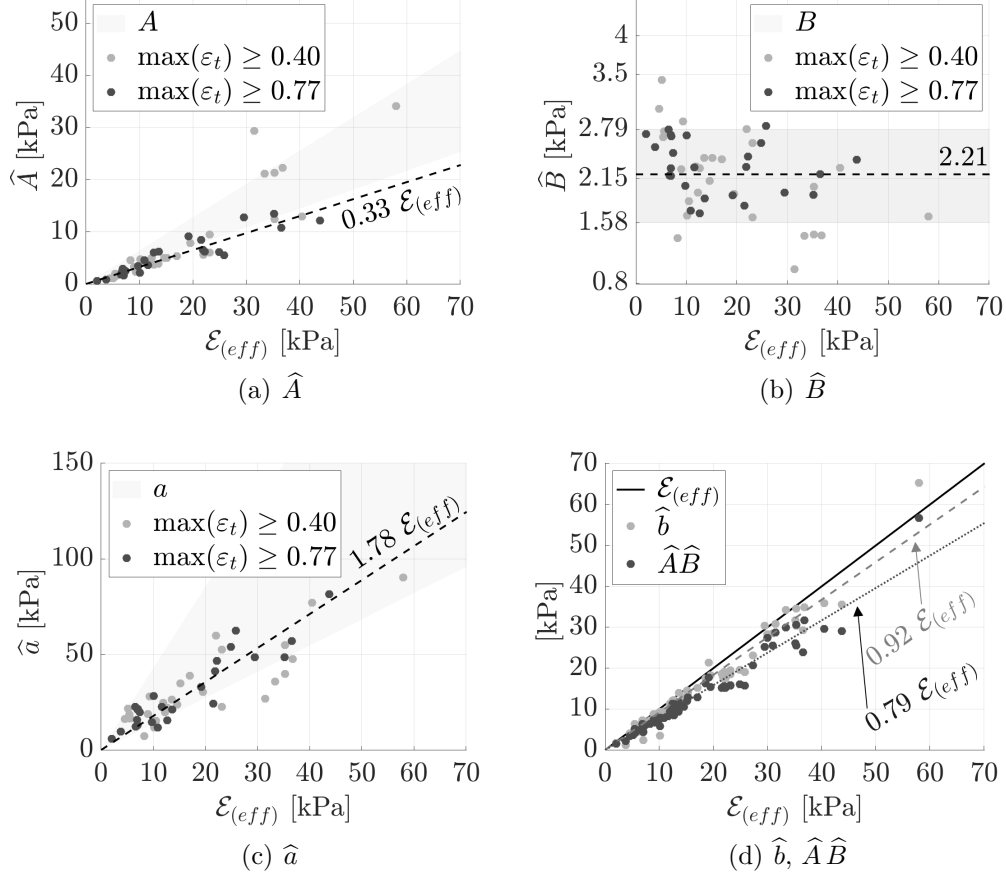 50
40
30
20
10
0
Â [kPa]
A
max(ε_t) ≥ 0.40
max(ε_t) ≥ 0.77
0.33 ℰ_(eff)
0 10 20 30 40 50 60 70
ℰ_(eff) [kPa]
(a) Â
4
3.5
2.79
2.15
1.58
0.8
B̂ [kPa]
B
max(ε_t) ≥ 0.40
max(ε_t) ≥ 0.77
2.21
0 10 20 30 40 50 60 70
ℰ_(eff) [kPa]
(b) B̂
150
100
50
0
â [kPa]
a
max(ε_t) ≥ 0.40
max(ε_t) ≥ 0.77
1.78 ℰ_(eff)
0 10 20 30 40 50 60 70
ℰ_(eff) [kPa]
(c) â
70
60
50
40
30
20
10
0
[kPa]
ℰ_(eff)
b̂
ÂB̂
0.92 ℰ_(eff)
0.79 ℰ_(eff)
0 10 20 30 40 50 60 70
ℰ_(eff) [kPa]
(d) b̂, ÂB̂